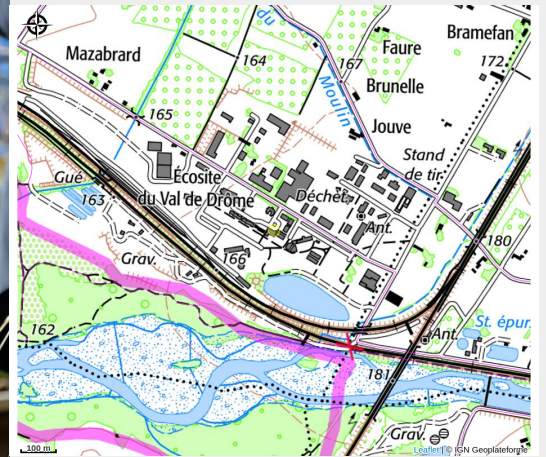 du
Moulin
Mazabrard
164
167
Faure
Bramefan
172
Brunelle
165
Jouve
Stand
de tir
Gué
163
Écosite
du Val de Drôme
Déchet.
Ant.
180
Grav.
166
162
Ant.
St. épur.
181
Grav.
100 m
Leaflet | © IGN Geoplateforme